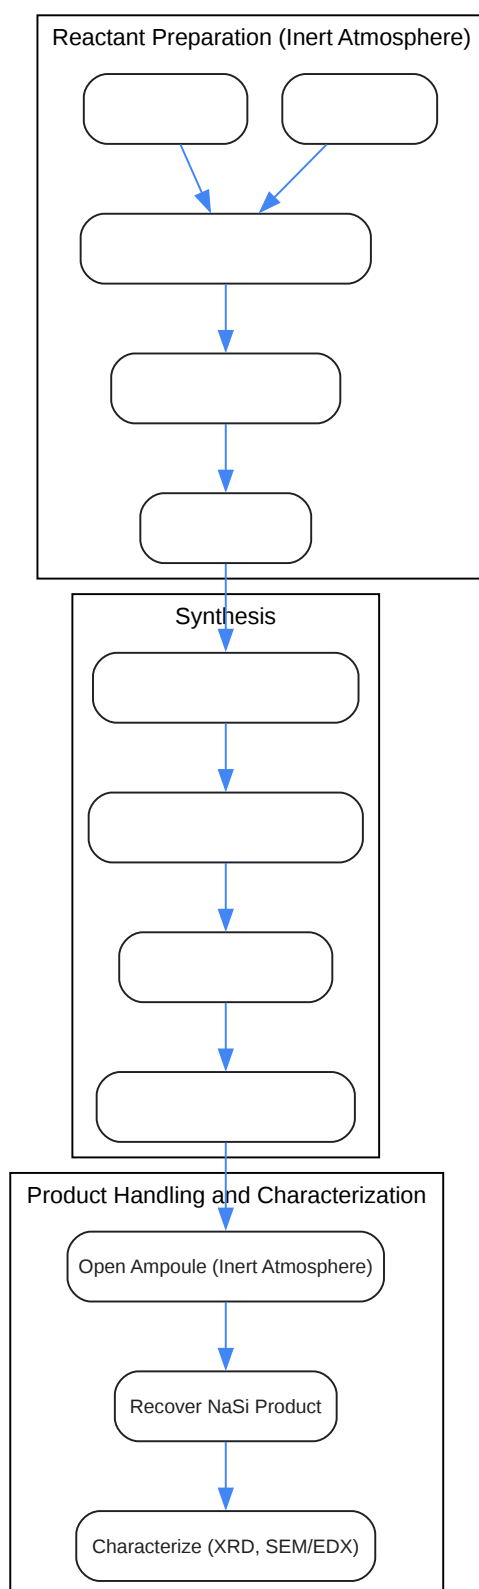 Reactant Preparation (Inert Atmosphere)
Synthesis
Product Handling and Characterization
Open Ampoule (Inert Atmosphere)
Recover NaSi Product
Characterize (XRD, SEM/EDX)